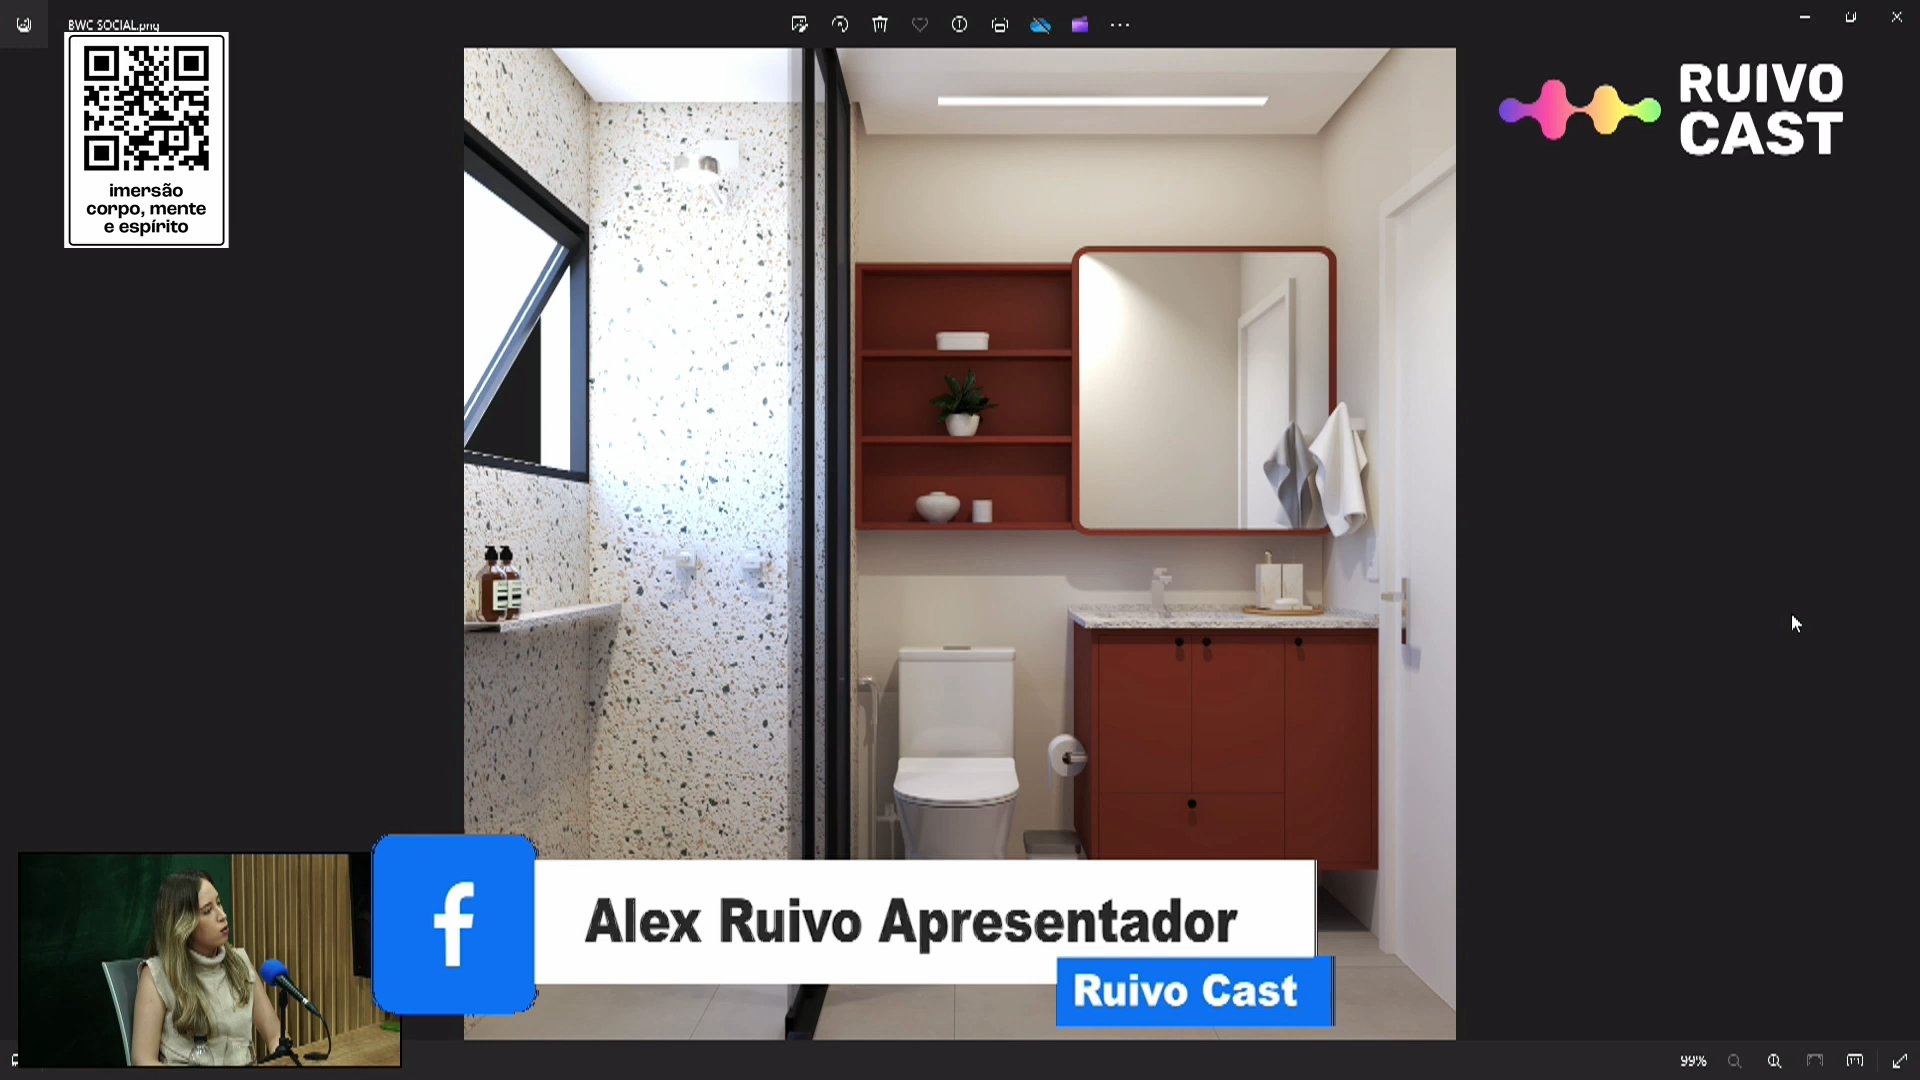 BWC SOCIAL.png
imersão
corpo, mente
e espírito
RUIVO
CAST
Alex Ruivo Apresentador
Ruivo Cast
99%